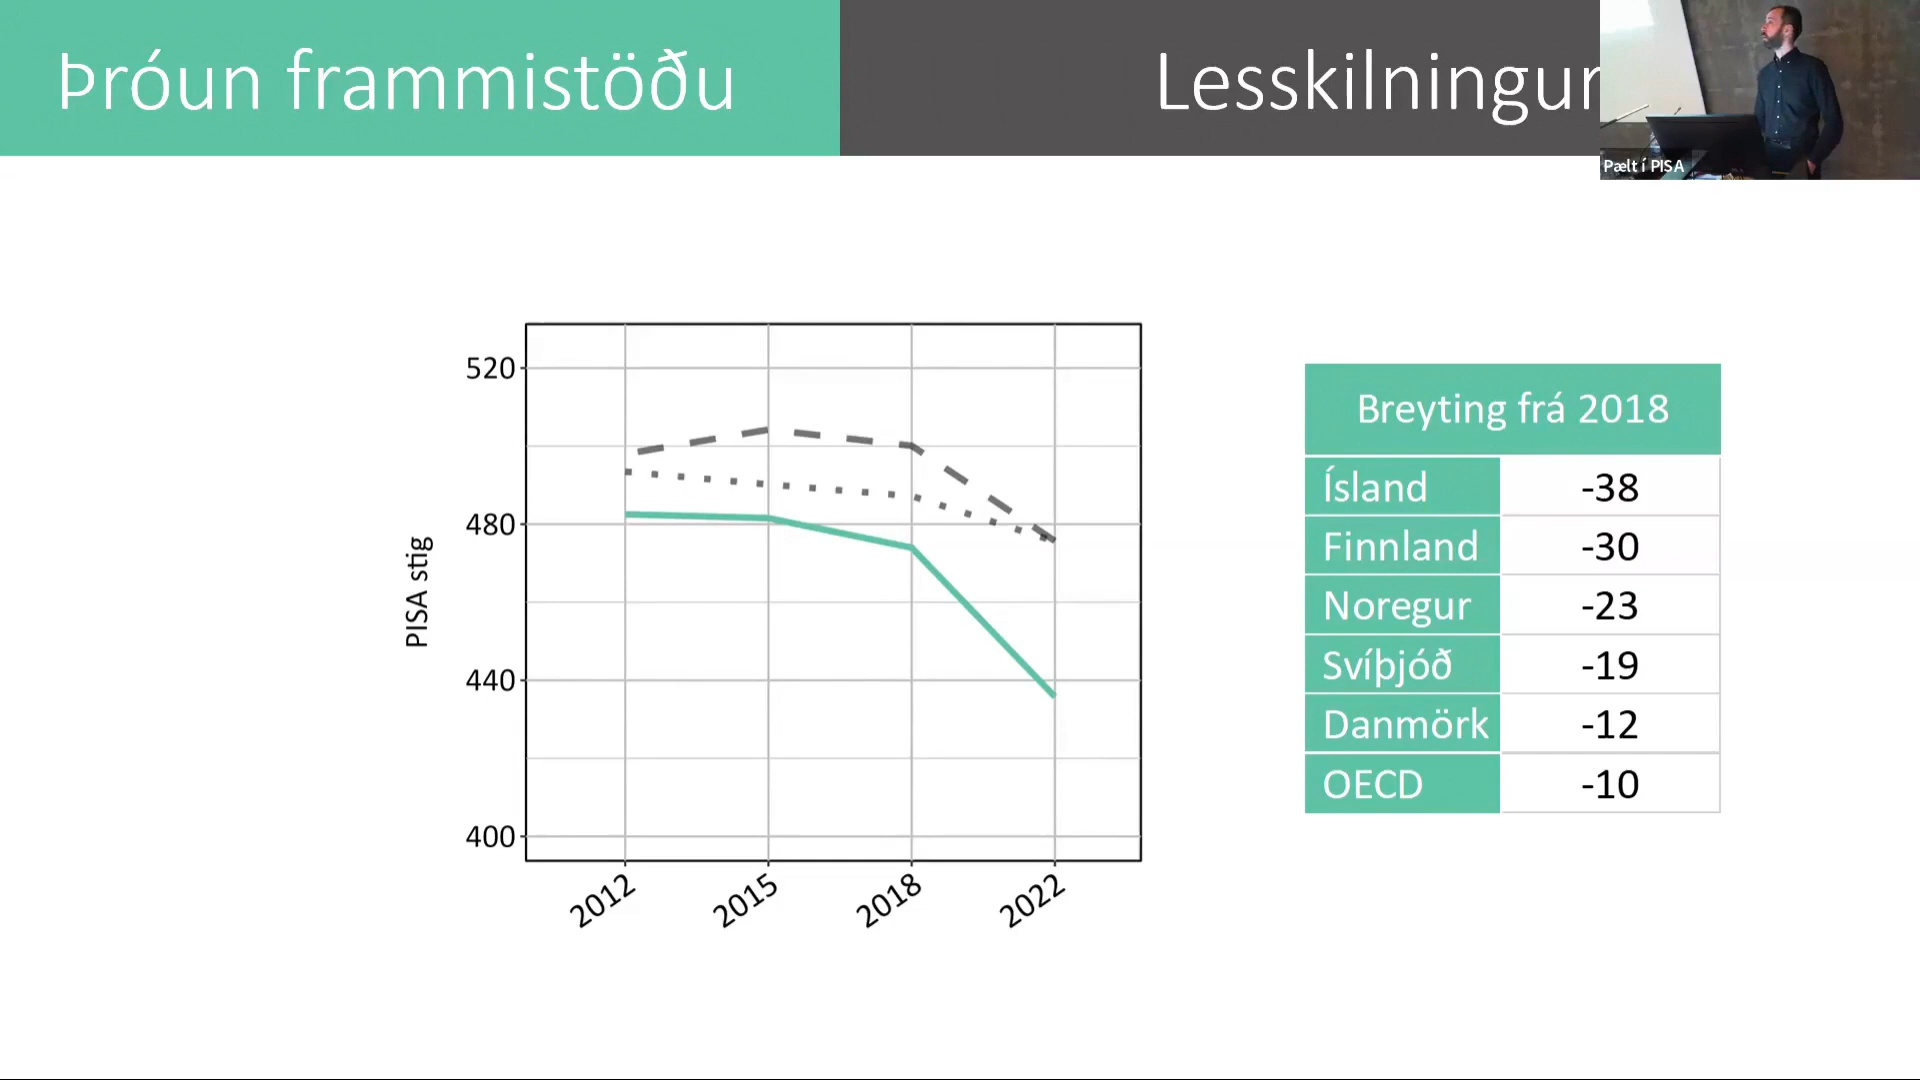 Þróun frammistöðu
Lesskilningur
Pælt í PISA
520
480
440
400
PISA stig
2012
2015
2018
2022
Breyting frá 2018
Ísland -38
Finnland -30
Noregur -23
Svíþjóð -19
Danmörk -12
OECD -10